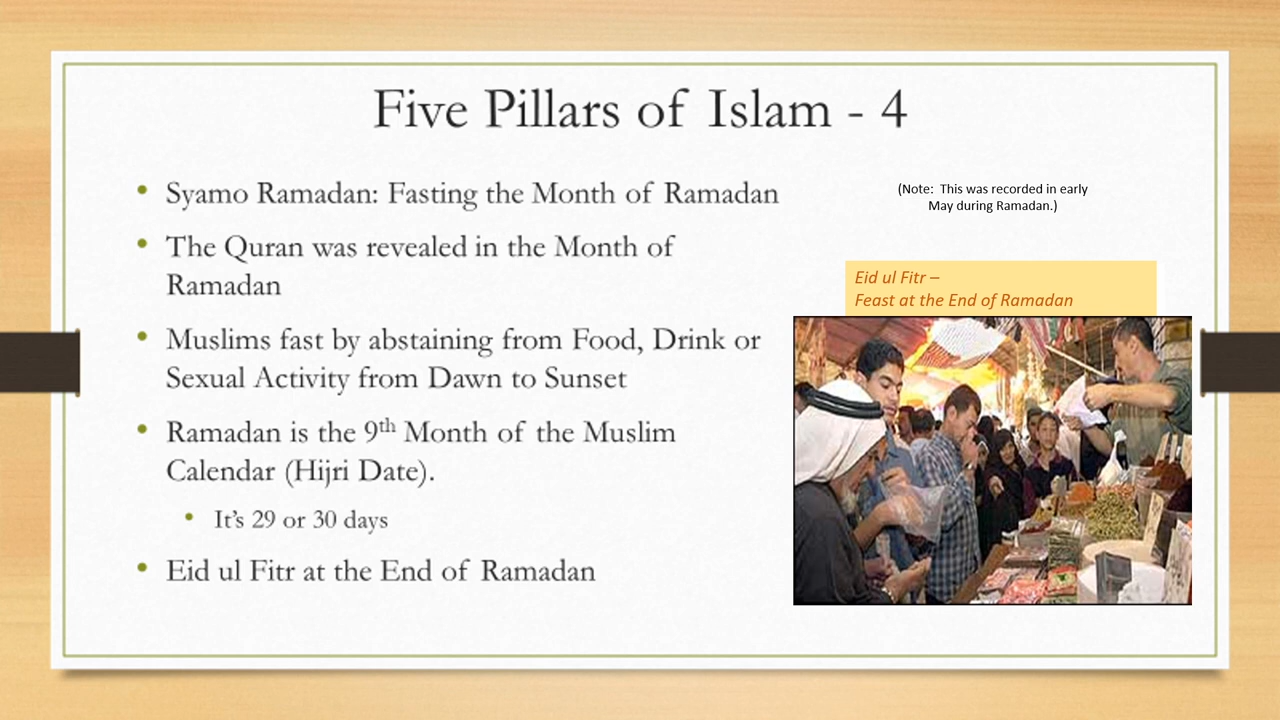 Five Pillars of Islam - 4
• Syamo Ramadan: Fasting the Month of Ramadan
• The Quran was revealed in the Month of
Ramadan
• Muslims fast by abstaining from Food, Drink or
Sexual Activity from Dawn to Sunset
• Ramadan is the 9th Month of the Muslim
Calendar (Hijri Date).
• It’s 29 or 30 days
• Eid ul Fitr at the End of Ramadan
(Note: This was recorded in early
May during Ramadan.)
Eid ul Fitr –
Feast at the End of Ramadan